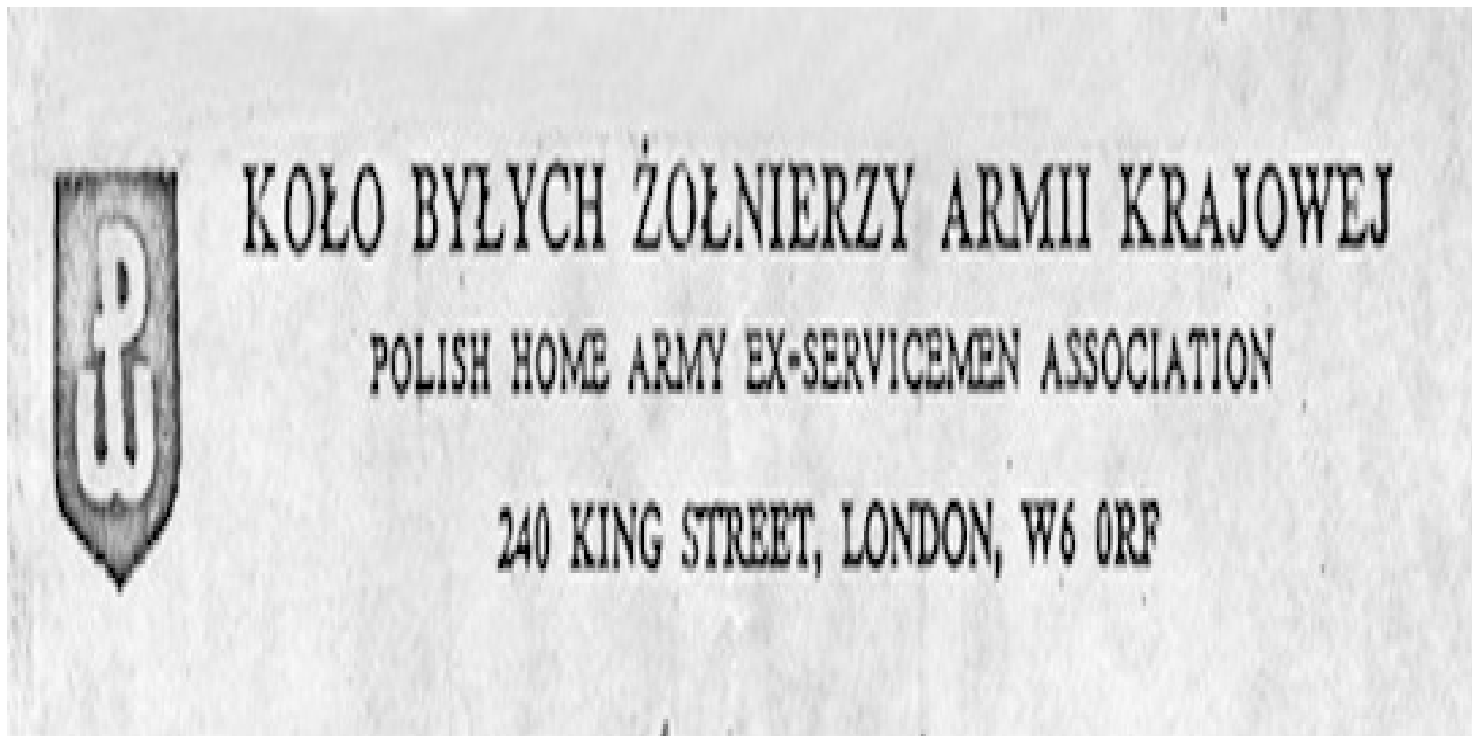 KOŁO BYŁYCH ŻOŁNIERZY ARMII KRAJOWEJ
POLISH HOME ARMY EX-SERVICEMEN ASSOCIATION
240 KING STREET, LONDON, W6 0RF